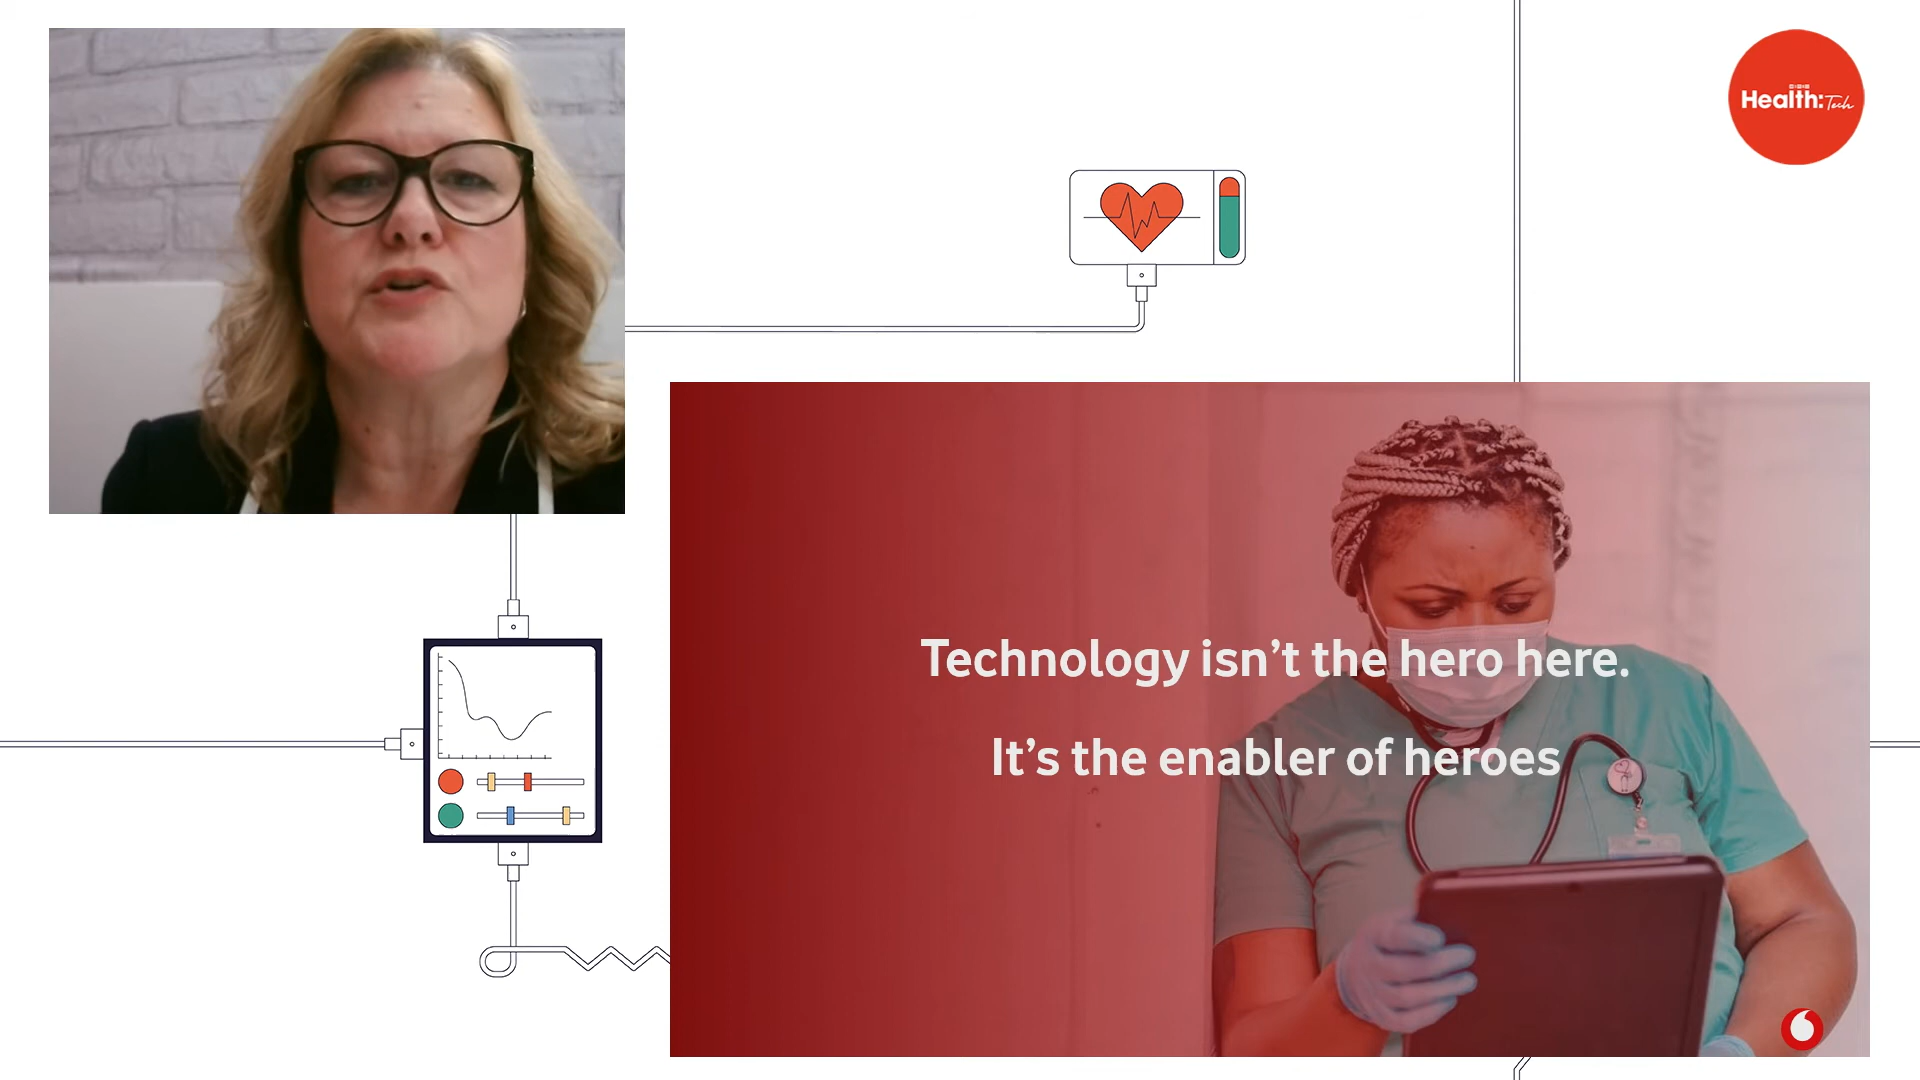 Health:Tech
Technology isn’t the hero here.
It’s the enabler of heroes